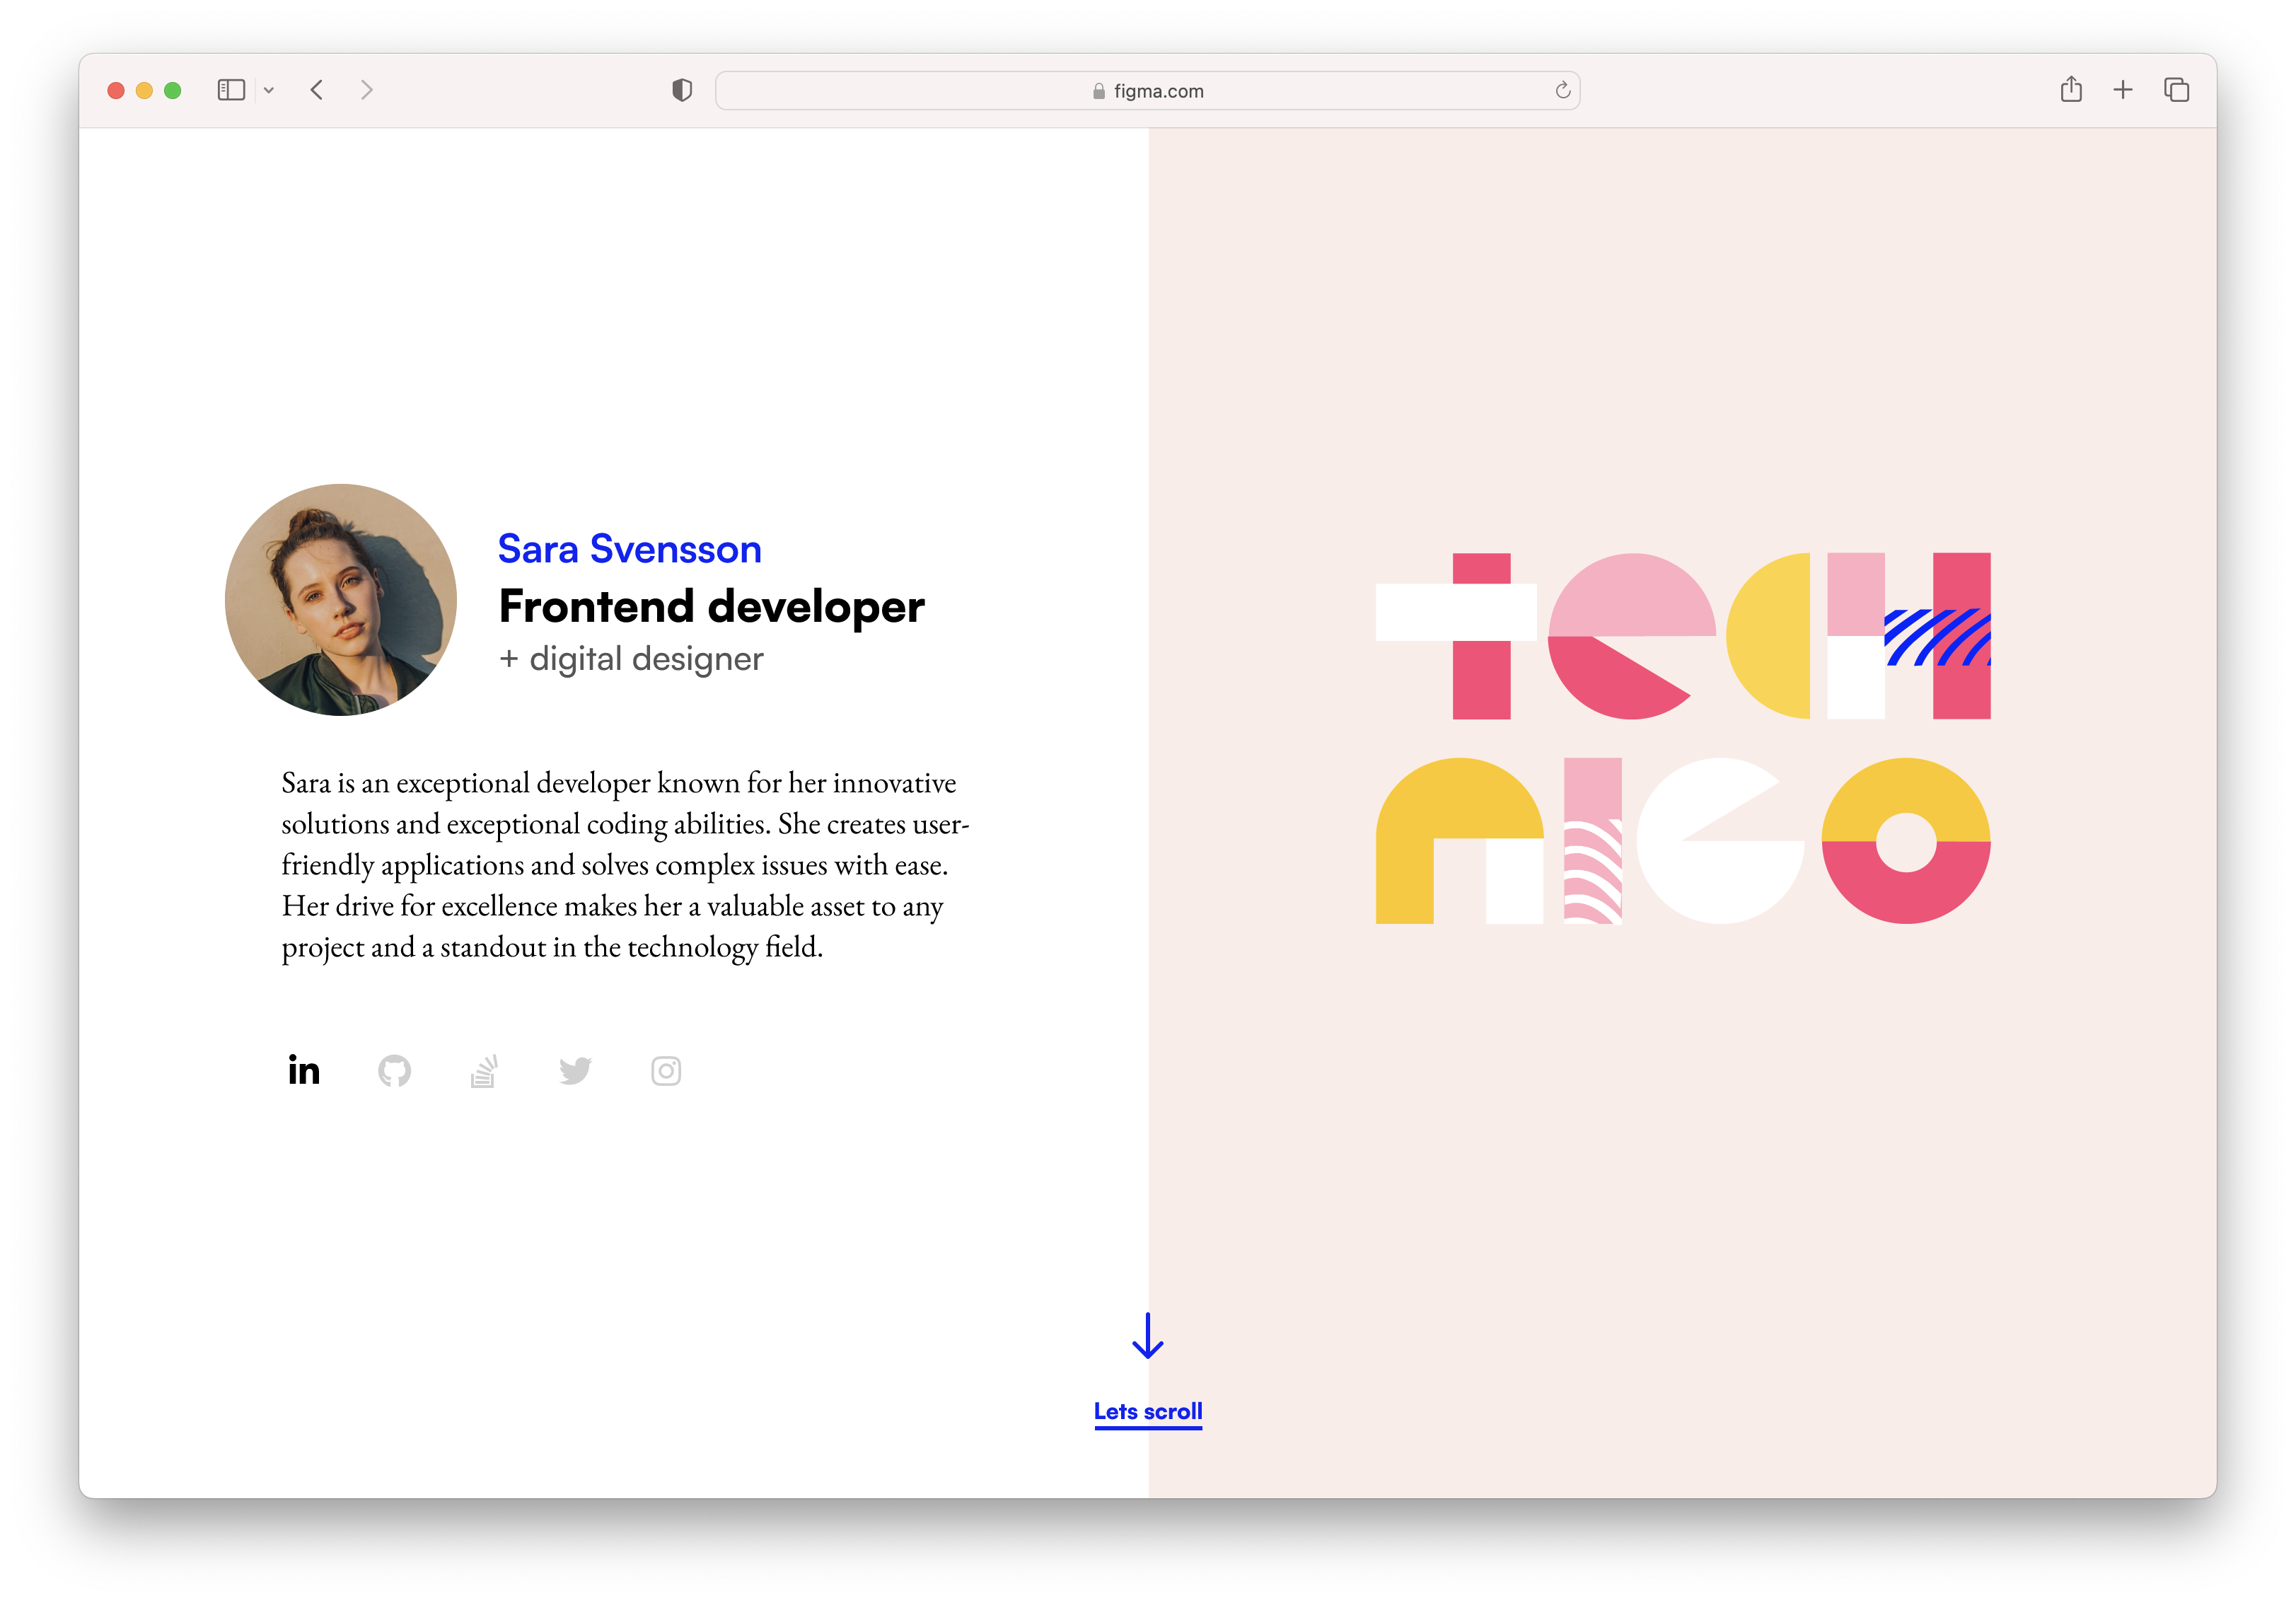 figma.com
Sara Svensson
Frontend developer
+ digital designer
Sara is an exceptional developer known for her innovative
solutions and exceptional coding abilities. She creates user-
friendly applications and solves complex issues with ease.
Her drive for excellence makes her a valuable asset to any
project and a standout in the technology field.
in
TECH
NIGO
Lets scroll